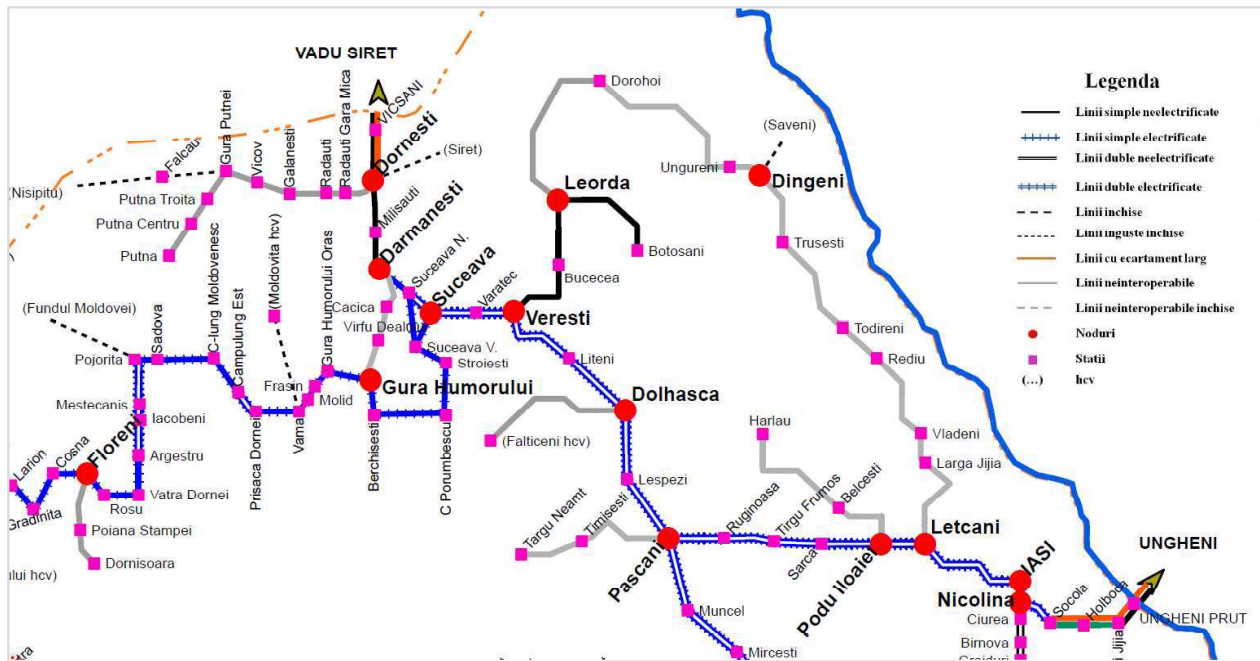 VADU SIRET
VICSANI
Dornesti
(Siret)
Radauti Gara Mica
Radauti
Galanesti
Vicov
Gura Putnei
Falcau
Nisipitu)
Putna Troita
Putna Centru
Putna
Milisauti
Darmanesti
Suceava N.
Suceava
Suceava V.
Cacica
Virfu Dealului
Varatec
Veresti
Bucecea
Leorda
Botosani
Dorohoi
Ungureni
(Saveni)
Dingeni
Trusesti
Todireni
Rediu
Vladeni
Larga Jijia
Letcani
(Fundul Moldovei)
Pojorita
Sadova
C-lung Moldovenesc
Campulung Est
Prisaca Dornei
Vama
(Moldovita hcv)
Frasin
Molid
Gura Humorului Oras
Gura Humorului
Berchisesti
C Porumbescu
Stroiesti
Mestecanis
Iacobeni
Argestru
Vatra Dornei
Rosu
Floreni
Cosna
Larion
Gradinita
Poiana Stampei
Dornisoara
ului hcv)
Liteni
Dolhasca
(Falticeni hcv)
Lespezi
Targu Neamt
Timisesti
Pascani
Ruginoasa
Tirgu Frumos
Sarca
Belcesti
Harlau
Podu Iloaiei
Muncel
Mircesti
IASI
Nicolina
Ciurea
Birnova
Socola
Holboca
i Jijia
UNGHENI
UNGHENI PRUT
Legenda
Linii simple neelectrificate
Linii simple electrificate
Linii duble neelectrificate
Linii duble electrificate
Linii inchise
Linii inguste inchise
Linii cu ecartament larg
Linii neinteroperabile
Linii neinteroperabile inchise
Noduri
Statii
(...) hcv